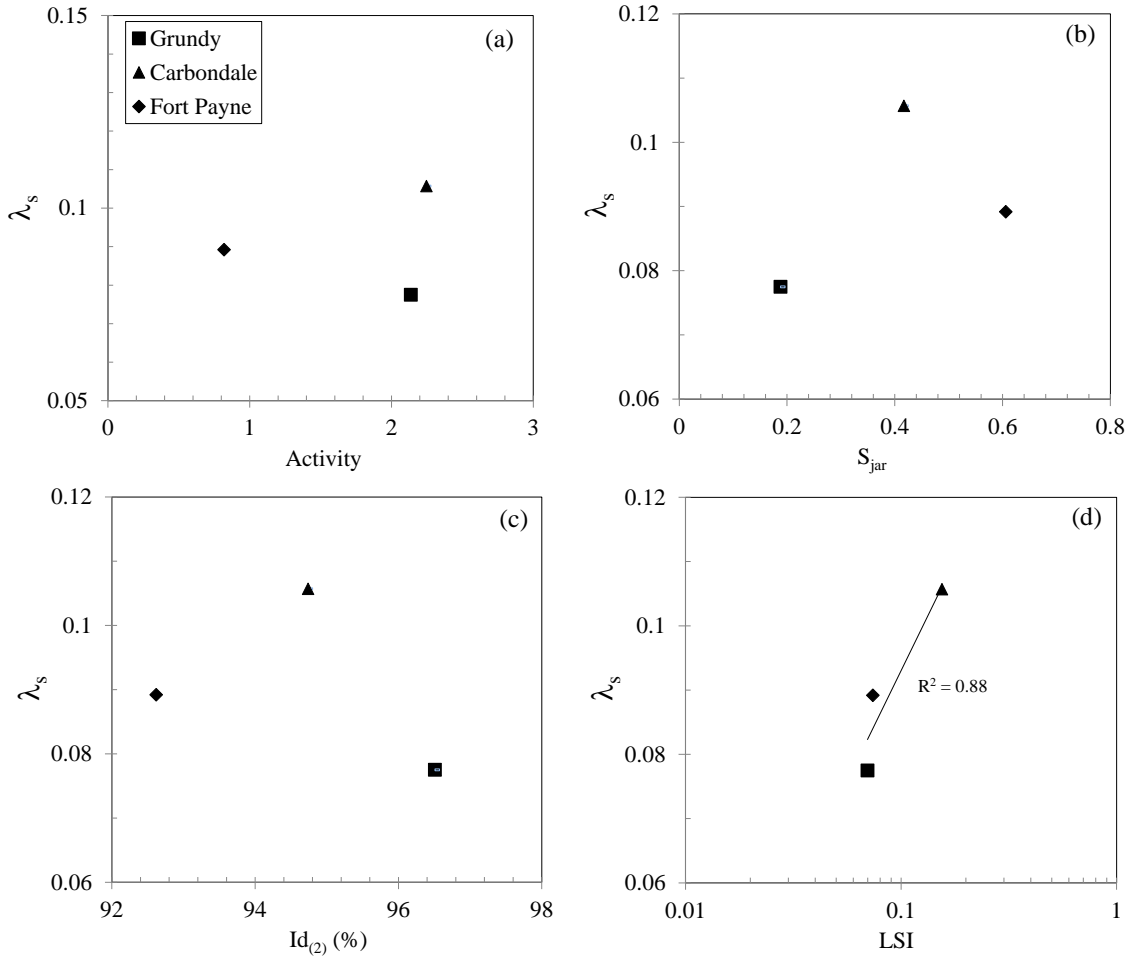 0.15
(a)
Grundy
Carbondale
Fort Payne
λs
0.1
0.05
0 1 2 3
Activity
0.12
(b)
0.1
λs
0.08
0.06
0 0.2 0.4 0.6 0.8
Sjar
0.12
(c)
0.1
λs
0.08
0.06
92 94 96 98
Id(2) (%)
0.12
(d)
0.1
λs
R² = 0.88
0.08
0.06
0.01 0.1 1
LSI